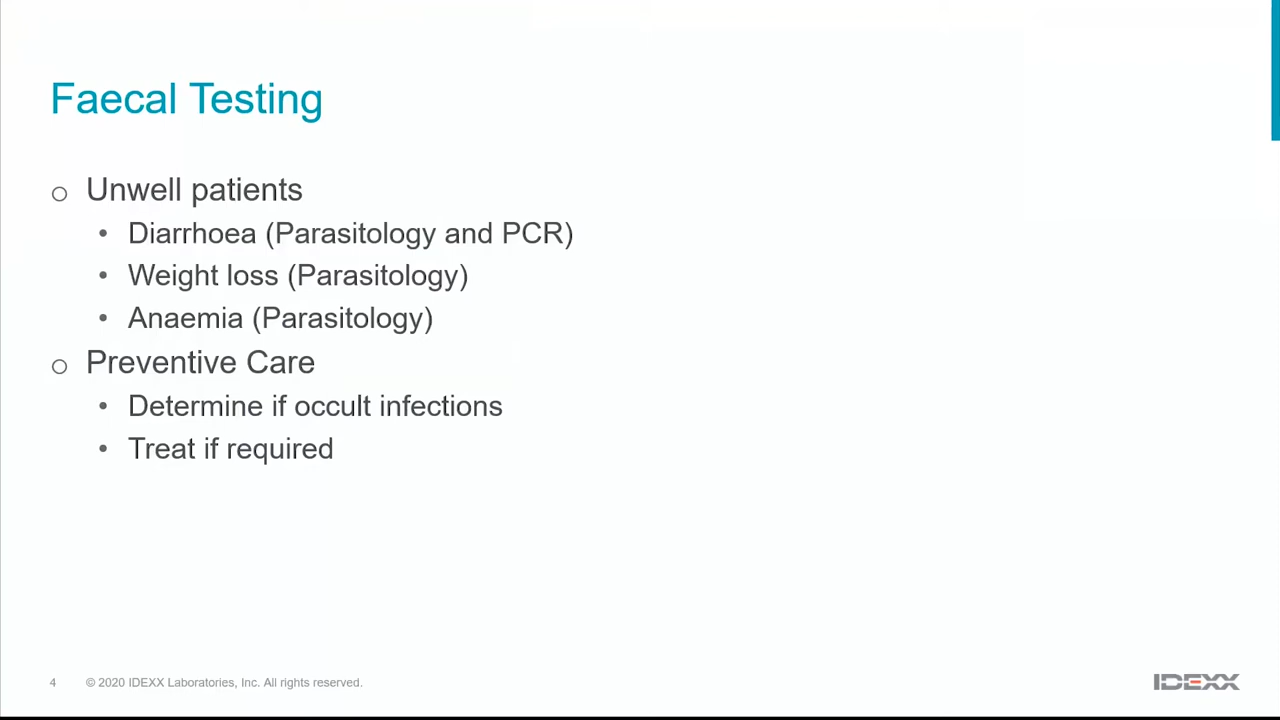 Faecal Testing
o Unwell patients
• Diarrhoea (Parasitology and PCR)
• Weight loss (Parasitology)
• Anaemia (Parasitology)
o Preventive Care
• Determine if occult infections
• Treat if required
4 © 2020 IDEXX Laboratories, Inc. All rights reserved.
IDEXX